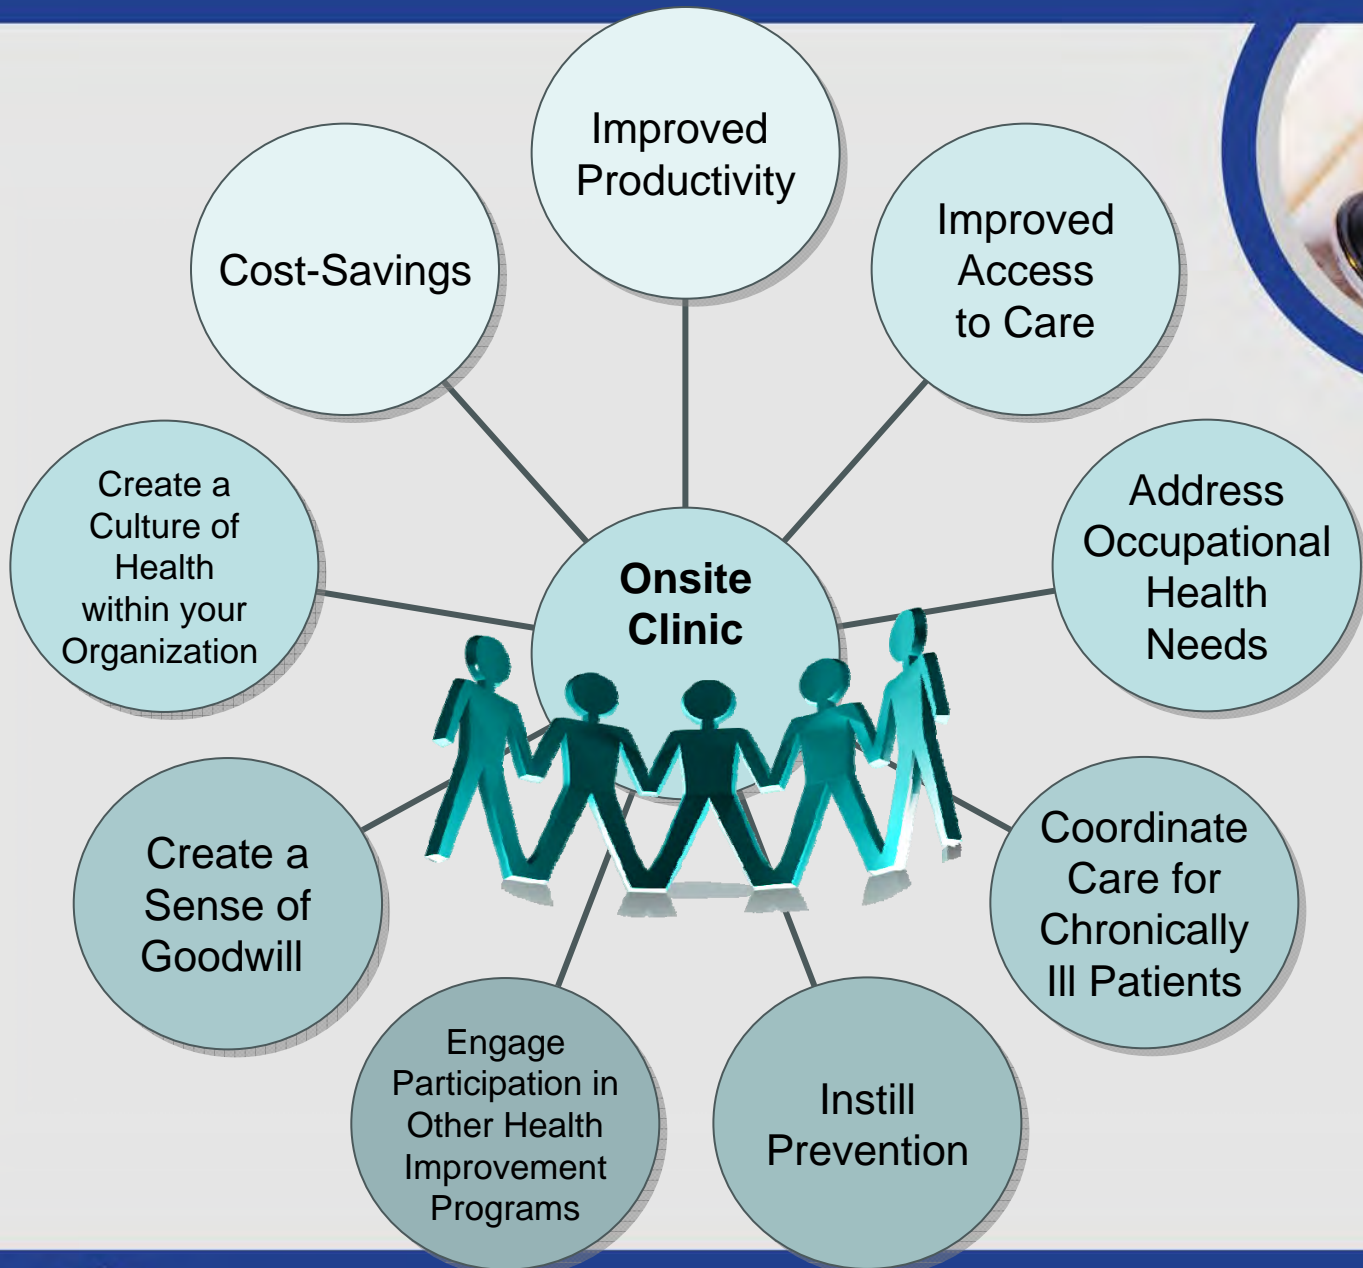 Improved
Productivity
Cost-Savings
Improved
Access
to Care
Create a
Culture of
Health
within your
Organization
Onsite
Clinic
Address
Occupational
Health
Needs
Create a
Sense of
Goodwill
Coordinate
Care for
Chronically
Ill Patients
Engage
Participation in
Other Health
Improvement
Programs
Instill
Prevention